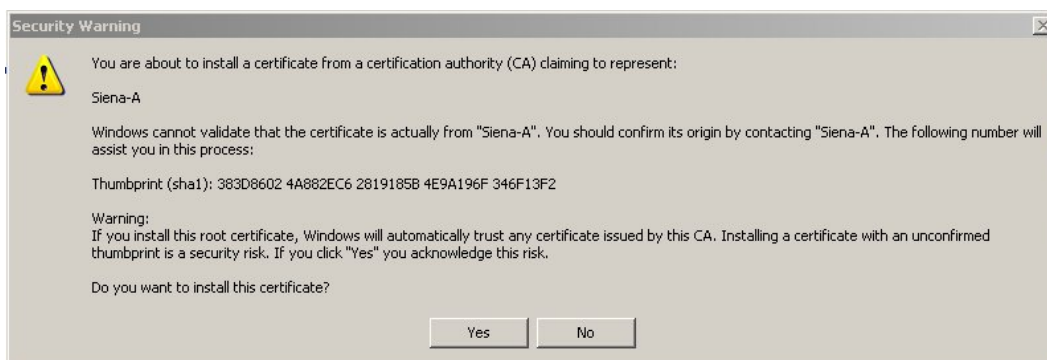 Security Warning
You are about to install a certificate from a certification authority (CA) claiming to represent:
Siena-A
Windows cannot validate that the certificate is actually from "Siena-A". You should confirm its origin by contacting "Siena-A". The following number will
assist you in this process:
Thumbprint (sha1): 383D8602 4A882EC6 2819185B 4E9A196F 346F13F2
Warning:
If you install this root certificate, Windows will automatically trust any certificate issued by this CA. Installing a certificate with an unconfirmed
thumbprint is a security risk. If you click "Yes" you acknowledge this risk.
Do you want to install this certificate?
Yes No